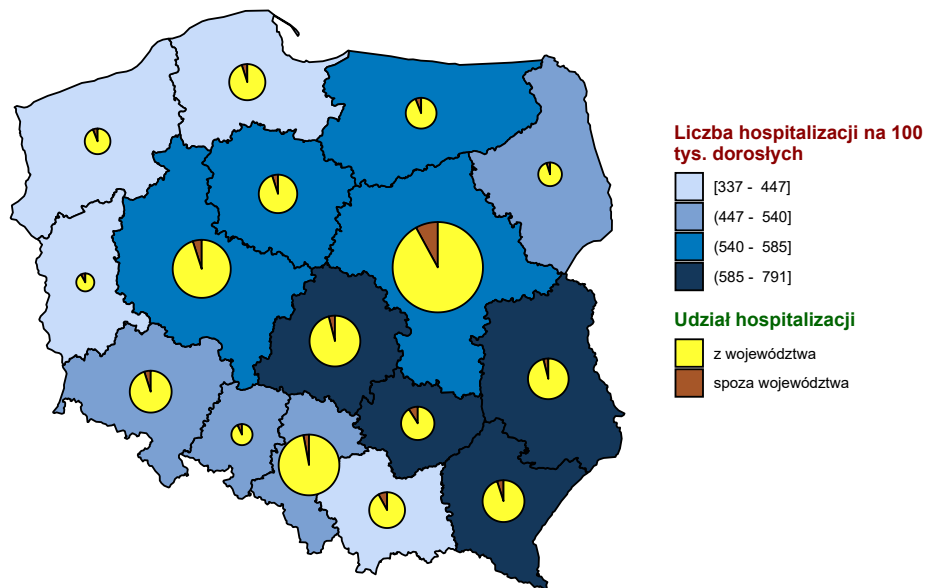 Liczba hospitalizacji na 100
tys. dorosłych
[337 - 447]
(447 - 540]
(540 - 585]
(585 - 791]
Udział hospitalizacji
z województwa
spoza województwa